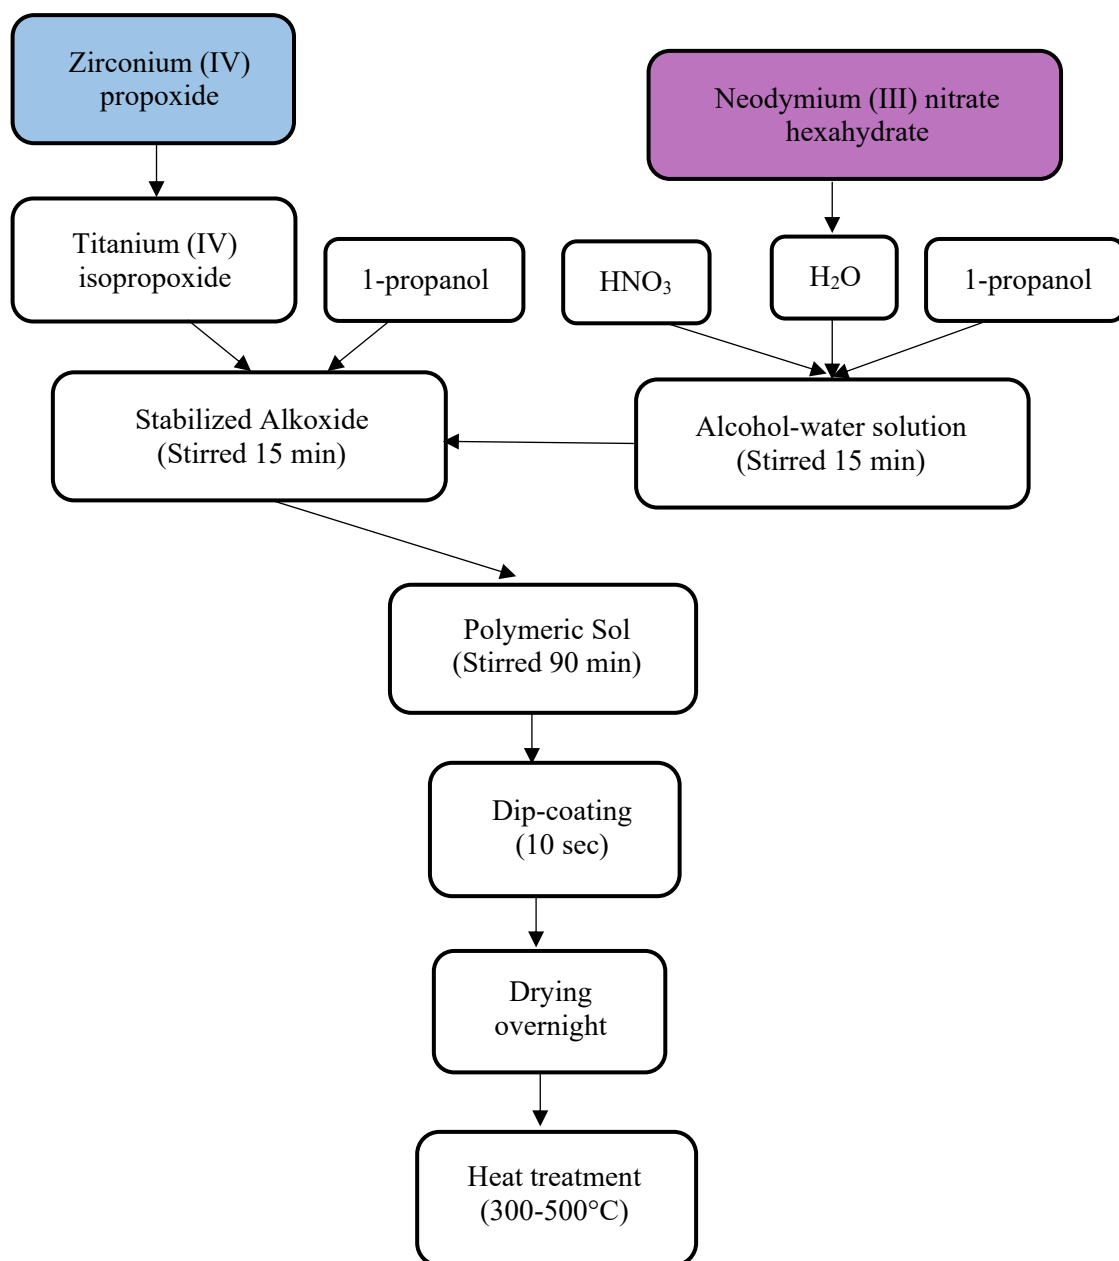 Zirconium (IV)
propoxide
Neodymium (III) nitrate
hexahydrate
Titanium (IV)
isopropoxide
1-propanol
HNO₃
H₂O
1-propanol
Stabilized Alkoxide
(Stirred 15 min)
Alcohol-water solution
(Stirred 15 min)
Polymeric Sol
(Stirred 90 min)
Dip-coating
(10 sec)
Drying
overnight
Heat treatment
(300-500°C)